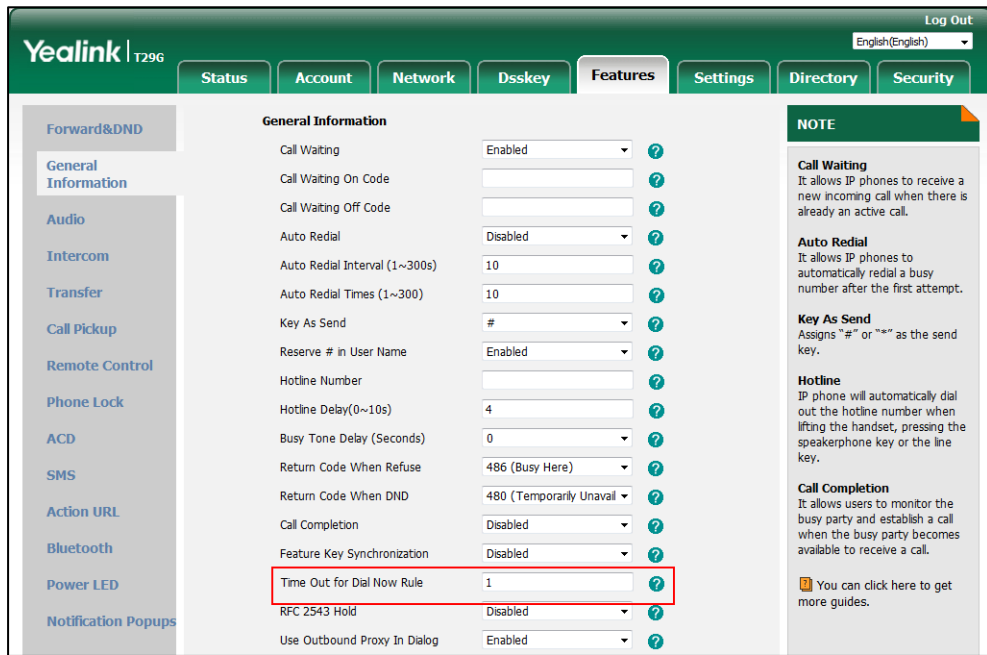 Log Out
Yealink T29G
English(English)
Status Account Network Dsskey Features Settings Directory Security
Forward&DND
General
Information
Audio
Intercom
Transfer
Call Pickup
Remote Control
Phone Lock
ACD
SMS
Action URL
Bluetooth
Power LED
Notification Popups
General Information
Call Waiting Enabled ?
Call Waiting On Code ?
Call Waiting Off Code ?
Auto Redial Disabled ?
Auto Redial Interval (1~300s) 10 ?
Auto Redial Times (1~300) 10 ?
Key As Send # ?
Reserve # in User Name Enabled ?
Hotline Number ?
Hotline Delay(0~10s) 4 ?
Busy Tone Delay (Seconds) 0 ?
Return Code When Refuse 486 (Busy Here) ?
Return Code When DND 480 (Temporarily Unavail ?
Call Completion Disabled ?
Feature Key Synchronization Disabled ?
Time Out for Dial Now Rule 1 ?
RFC 2543 Hold Disabled ?
Use Outbound Proxy In Dialog Enabled ?
NOTE
Call Waiting
It allows IP phones to receive a
new incoming call when there is
already an active call.
Auto Redial
It allows IP phones to
automatically redial a busy
number after the first attempt.
Key As Send
Assigns "#" or "*" as the send
key.
Hotline
IP phone will automatically dial
out the hotline number when
lifting the handset, pressing the
speakerphone key or the line
key.
Call Completion
It allows users to monitor the
busy party and establish a call
when the busy party becomes
available to receive a call.
? You can click here to get
more guides.